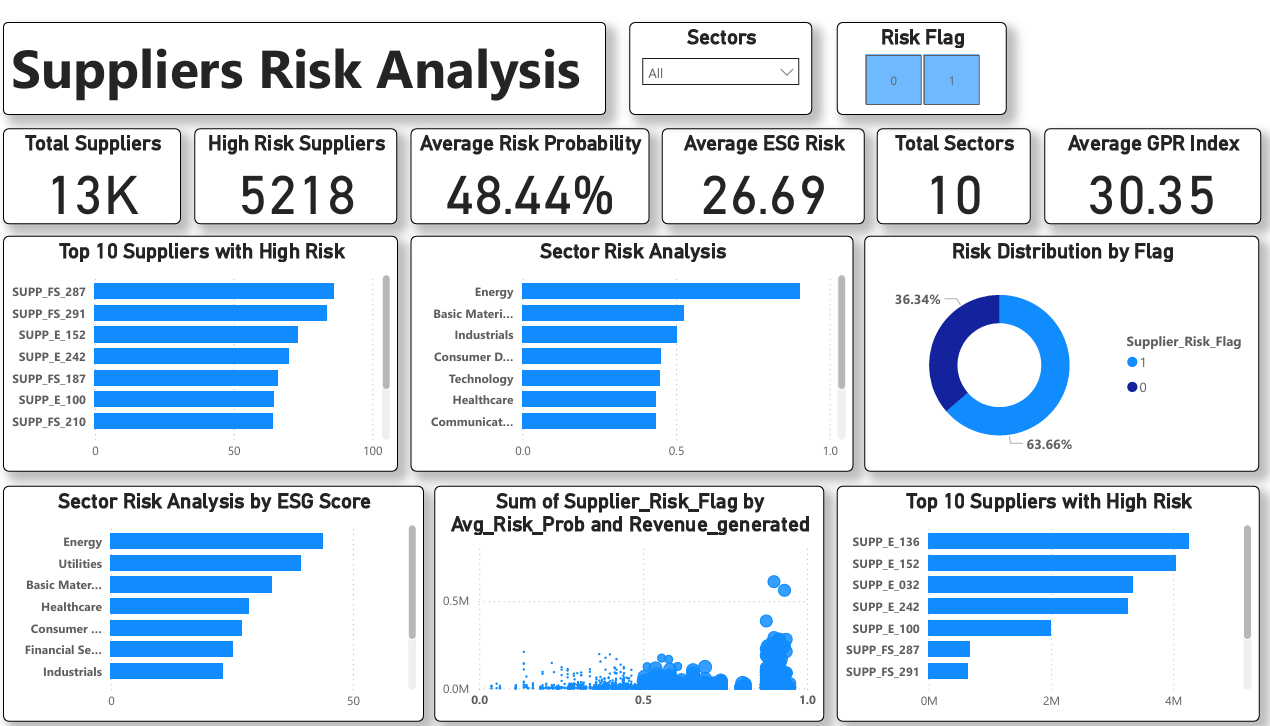 Suppliers Risk Analysis
Sectors
All
Risk Flag
0 1
Total Suppliers
13K
High Risk Suppliers
5218
Average Risk Probability
48.44%
Average ESG Risk
26.69
Total Sectors
10
Average GPR Index
30.35
Top 10 Suppliers with High Risk
SUPP_FS_287
SUPP_FS_291
SUPP_E_152
SUPP_E_242
SUPP_FS_187
SUPP_E_100
SUPP_FS_210
0 50 100
Sector Risk Analysis
Energy
Basic Materi...
Industrials
Consumer D...
Technology
Healthcare
Communicat...
0.0 0.5 1.0
Risk Distribution by Flag
36.34%
63.66%
Supplier_Risk_Flag
1
0
Sector Risk Analysis by ESG Score
Energy
Utilities
Basic Mater...
Healthcare
Consumer ...
Financial Se...
Industrials
0 50
Sum of Supplier_Risk_Flag by
Avg_Risk_Prob and Revenue_generated
0.5M
0.0M
0.0 0.5 1.0
Top 10 Suppliers with High Risk
SUPP_E_136
SUPP_E_152
SUPP_E_032
SUPP_E_242
SUPP_E_100
SUPP_FS_287
SUPP_FS_291
0M 2M 4M